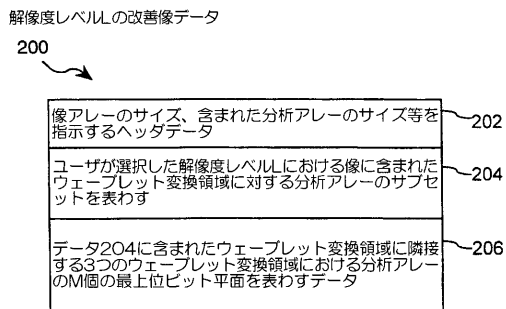 解像度レベルLの改善像データ
200
像アレーのサイズ、含まれた分析アレーのサイズ等を
指示するヘッダデータ
202
ユーザが選択した解像度レベルLにおける像に含まれた
ウェーブレット変換領域に対する分析アレーのサブセ
ットを表わす
204
データ204に含まれたウェーブレット変換領域に隣接
する3つのウェーブレット変換領域における分析アレー
のM個の最上位ビット平面を表わすデータ
206